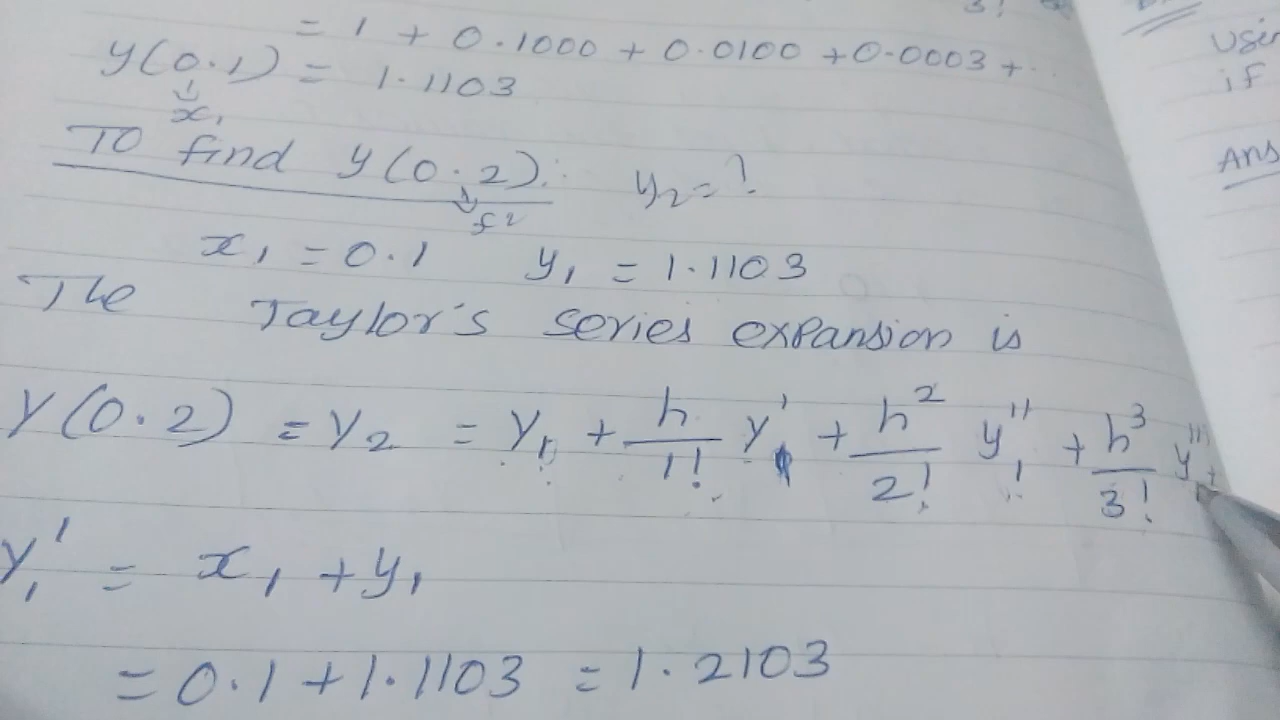 = 1 + 0.1000 + 0.0100 + 0.0003 + ..
y(0.1) = 1.1103
x₁
To find y(0.2): y₂ = ?
x₁ = 0.1 y₁ = 1.1103
The Taylor's series expansion is
y(0.2) = y₂ = y₁ + h/1! y₁' + h²/2! y₁'' + h³/3! y₁''' +
y₁' = x₁ + y₁
= 0.1 + 1.1103 = 1.2103
if
Ans